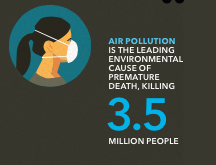 AIR POLLUTION
IS THE LEADING
ENVIRONMENTAL
CAUSE OF
PREMATURE
DEATH, KILLING
3.5
MILLION PEOPLE